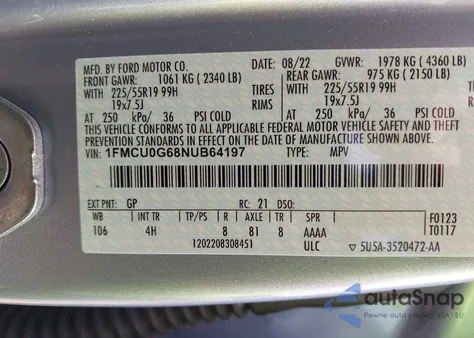 MFD. BY FORD MOTOR CO.
08/22 GVWR: 1978 KG ( 4360 LB)
FRONT GAWR: 1061 KG ( 2340 LB) REAR GAWR: 975 KG ( 2150 LB)
WITH 225/55R19 99H TIRES WITH 225/55R19 99H
19x7.5J RIMS 19x7.5J
AT 250 kPa/ 36 PSI COLD AT 250 kPa/ 36
THIS VEHICLE CONFORMS TO ALL APPLICABLE FEDERAL MOTOR VEHICLE SAFETY, BUMPER, AND THEFT
PREVENTION STANDARDS IN EFFECT ON THE DATE OF MANUFACTURE SHOWN ABOVE.
VIN: 1FMCU0G68NUB64197 TYPE: MPV
EXT PNT: GP RC: 21 DSO:
WB INT TR TP/PS R AXLE TR SPR F0123
106 4H 8 81 8 AAAA T0117
1202208308451 ULC 5U5A-3520472-AA
autoSnap
Pewne auto z USA i EU